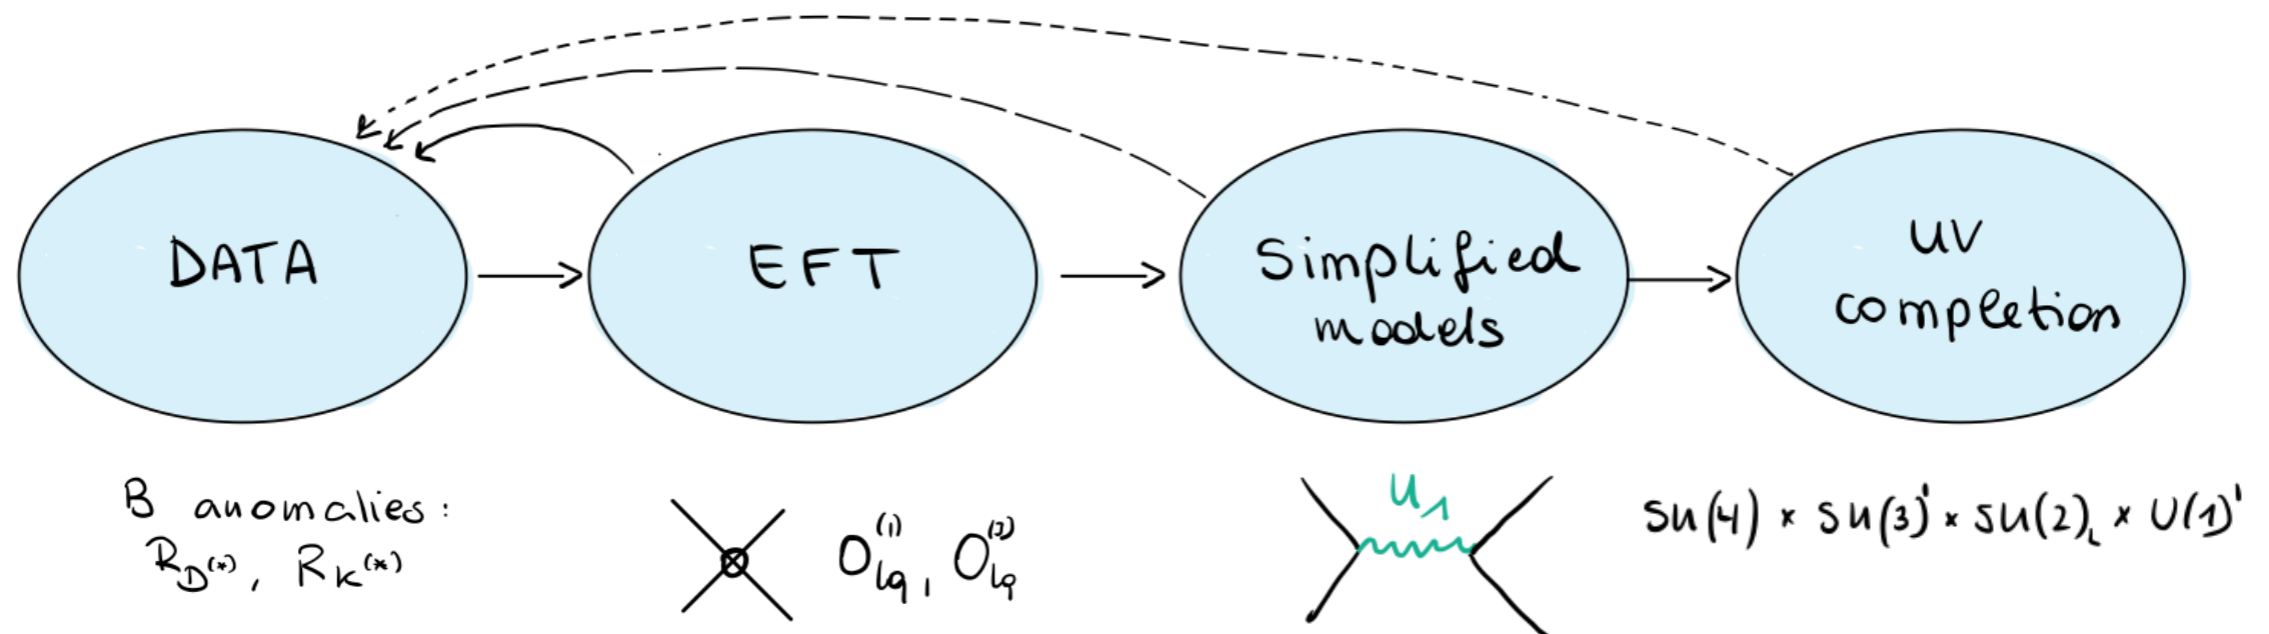 DATA
EFT
Simplified
models
UV
completion
B anomalies:
R_D^(*), R_K^(*)
O_lq^(1), O_lq^(3)
U_1
SU(4) × SU(3)' × SU(2)_L × U(1)'